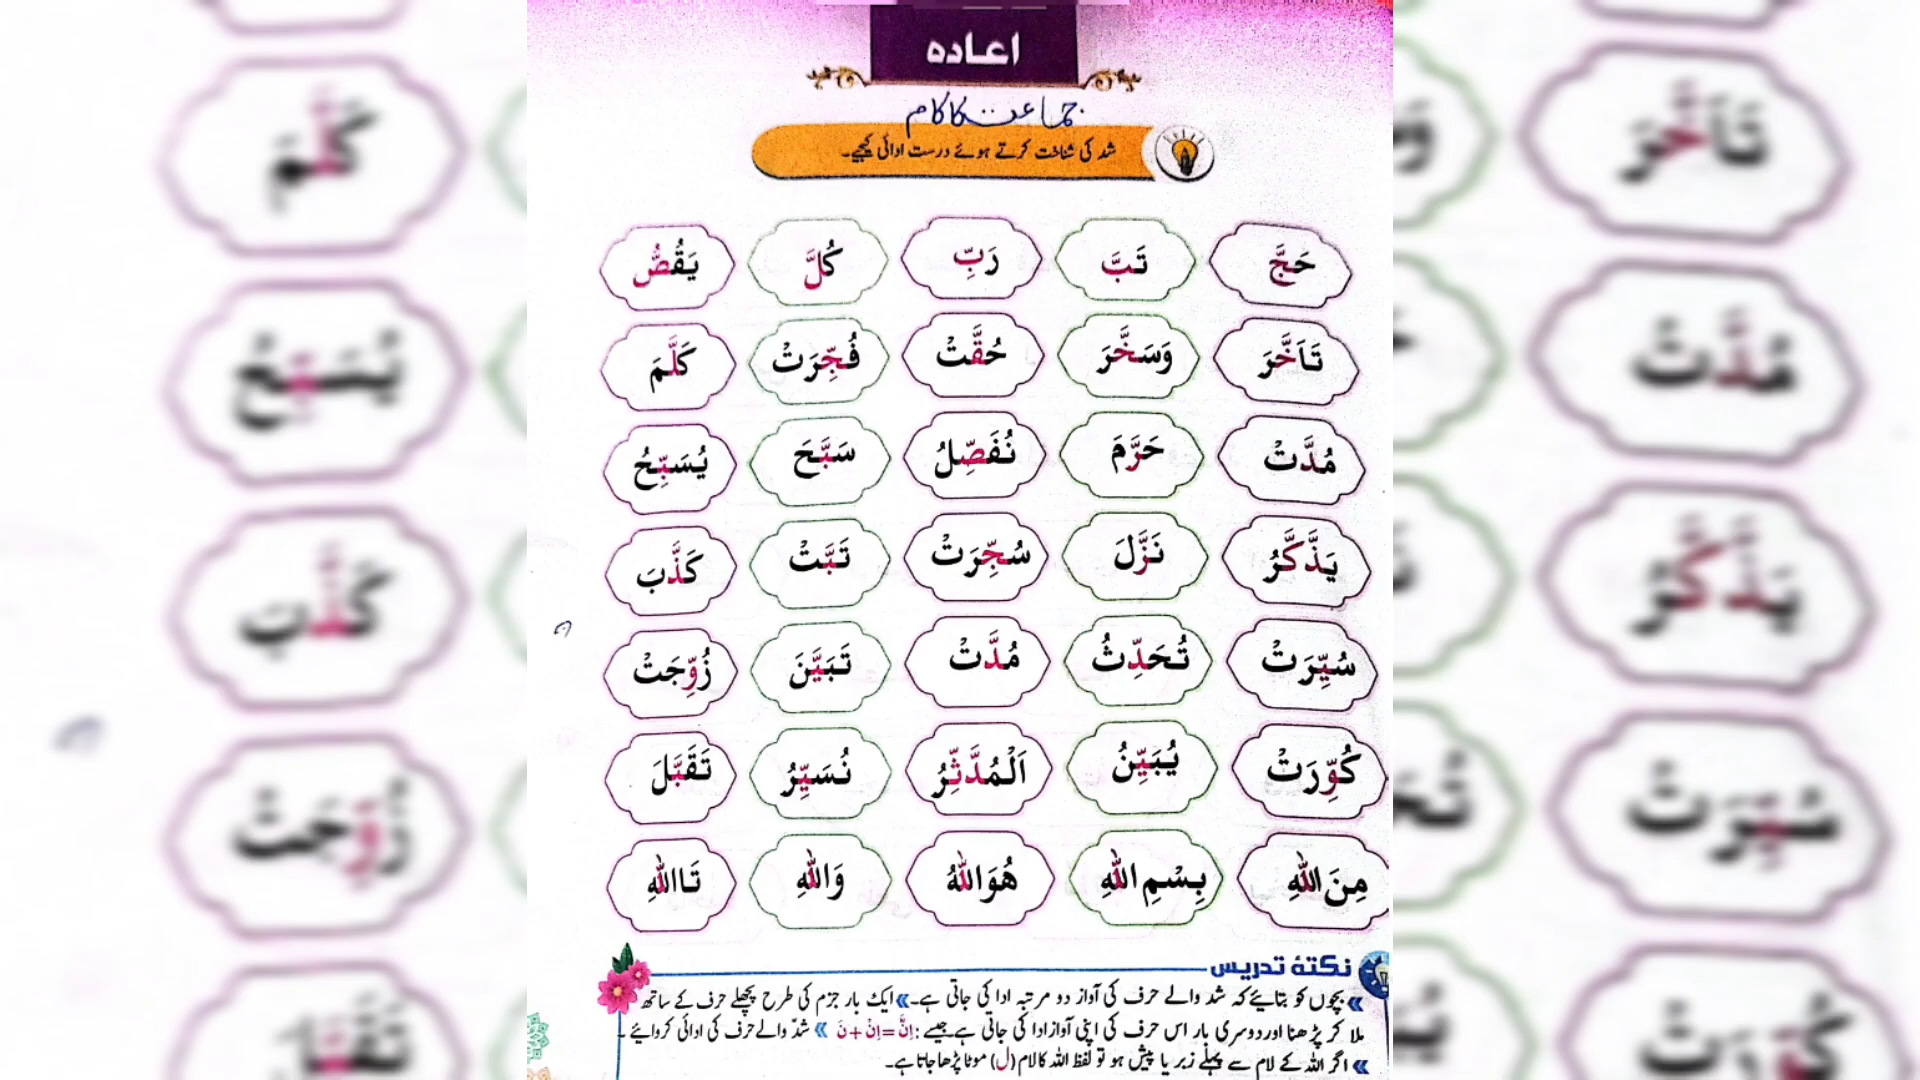 اعادہ
جماعت کا کام
شد کی شناخت کرتے ہوئے درست ادائی کیجیے۔
حَجَّ تَبَّ رَبِّ كُلَّ يَقُصُّ
تَاَخَّرَ وَسَخَّرَ حُقَّتْ فُجِّرَتْ كَلَّمَ
مُدَّتْ حَرَّمَ نُفَصِّلُ سَبَّحَ يُسَبِّحُ
يَذَّكَّرُ نَزَّلَ سُجِّرَتْ تَبَّتْ كَذَّبَ
سُيِّرَتْ تُحَدِّثُ مُدَّتْ تَبَيَّنَ زُوِّجَتْ
كُوِّرَتْ يُبَيِّنُ اَلْمُدَّثِّرُ نُسَيِّرُ تَقَبَّلَ
مِنَ اللّٰهِ بِسْمِ اللّٰهِ هُوَ اللّٰهُ وَاللّٰهِ تَااللّٰهِ
نکتۂ تدریس
»بچوں کو بتایئے کہ شد والے حرف کی آواز دو مرتبہ ادا کی جاتی ہے۔ »ایک بار جزم کی طرح پچھلے حرف کے ساتھ
ملا کر پڑھنا اور دوسری بار اس حرف کی اپنی آواز ادا کی جاتی ہے جیسے: اِنَّ=اِنْ+نَ »شدّ والے حرف کی ادائی کروائیے۔
»اگر اللہ کے لام سے پہلے زبر یا پیش ہو تو لفظ اللہ کا لام (ل) موٹا پڑھا جاتا ہے۔